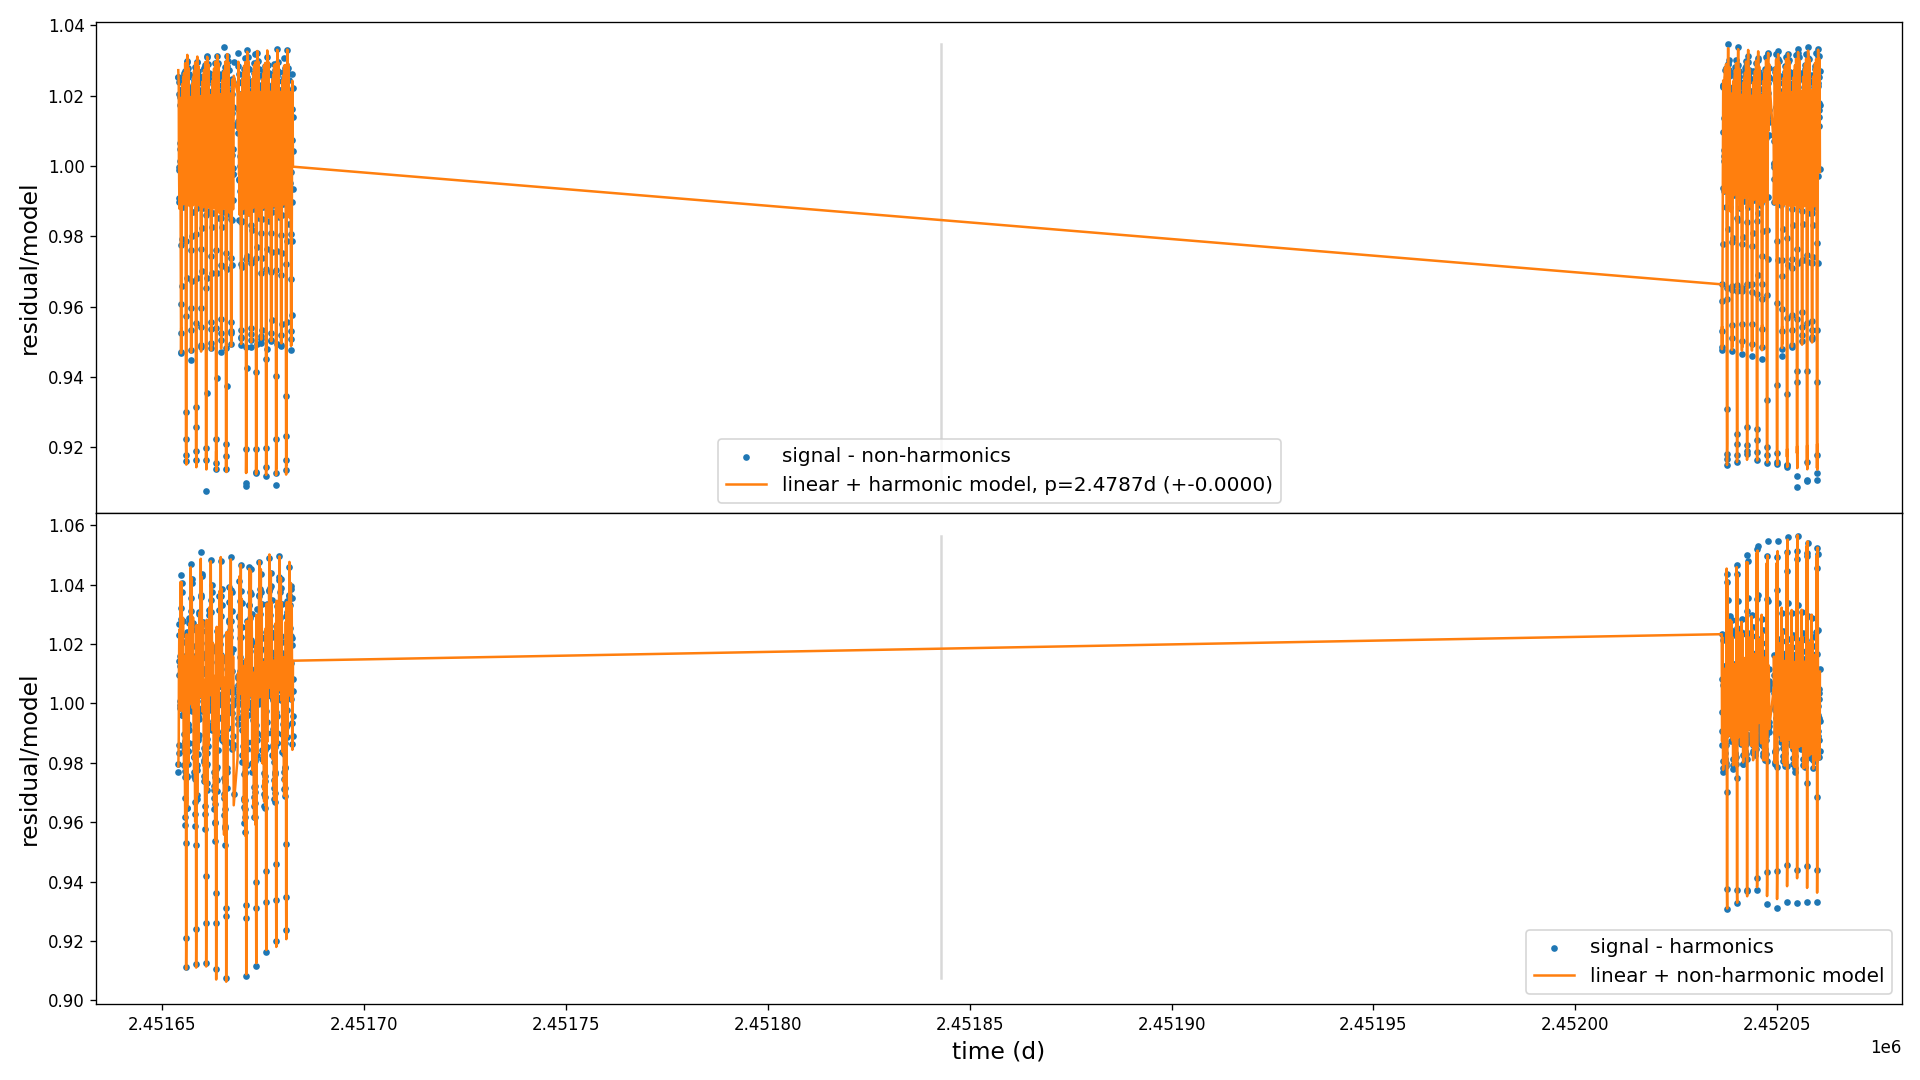 1.04
1.02
1.00
0.98
0.96
0.94
0.92
residual/model
signal - non-harmonics
linear + harmonic model, p=2.4787d (+-0.0000)
1.06
1.04
1.02
1.00
0.98
0.96
0.94
0.92
0.90
residual/model
signal - harmonics
linear + non-harmonic model
2.45165 2.45170 2.45175 2.45180 2.45185 2.45190 2.45195 2.45200 2.45205
time (d)
1e6